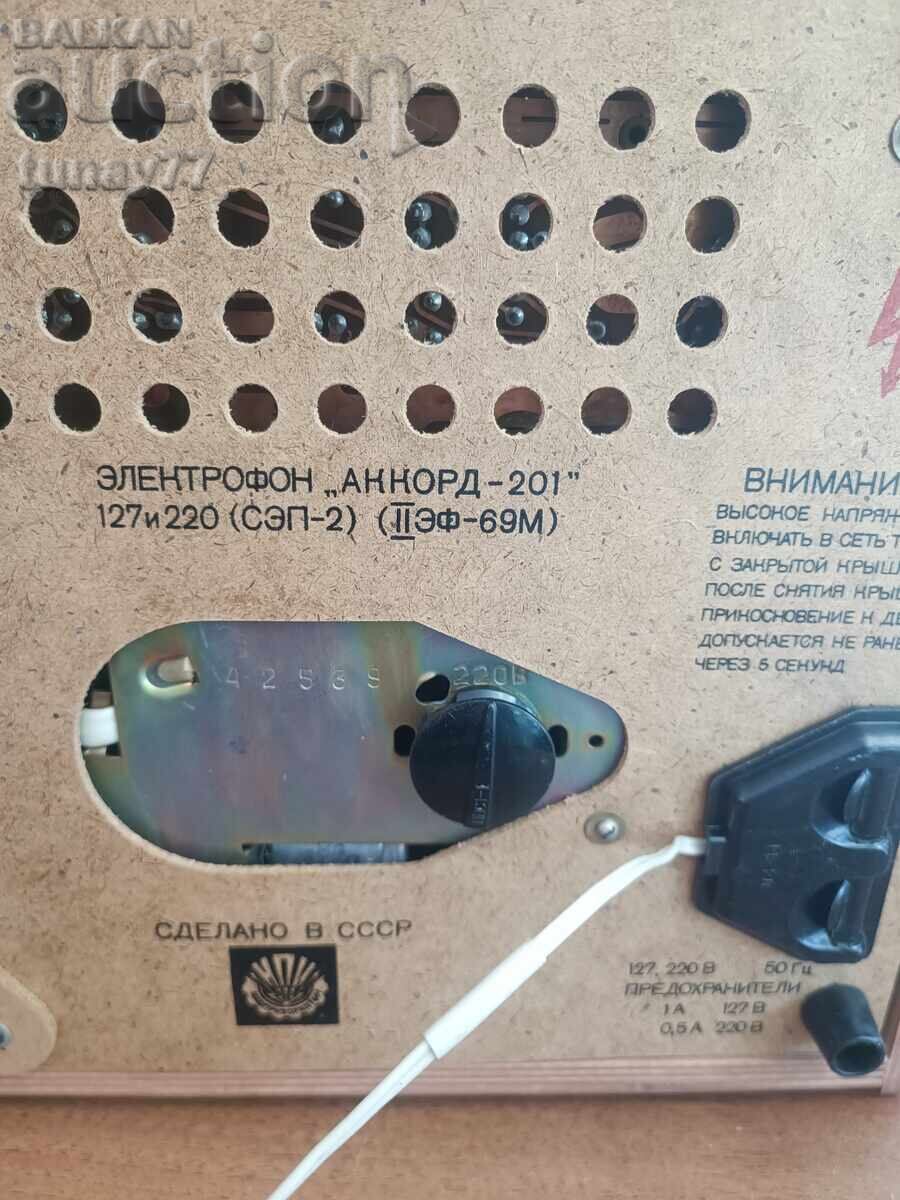 BALKAN
auction
tunay77
ЭЛЕКТРОФОН „АККОРД-201"
127и220 (СЭП-2) (IIЭФ-69М)
ВНИМАНИ
ВЫСОКОЕ НАПРЯЖ
ВКЛЮЧАТЬ В СЕТЬ Т
С ЗАКРЫТОЙ КРЫШ
ПОСЛЕ СНЯТИЯ КРЫШ
ПРИКОСНОВЕНИЕ К ДЕ
ДОПУСКАЕТСЯ НЕ РАНЕ
ЧЕРЕЗ 5 СЕКУНД
42539 220В
СДЕЛАНО В СССР
127, 220 В 50 Гц
ПРЕДОХРАНИТЕЛИ
1 А 127 В
0,5 А 220 В